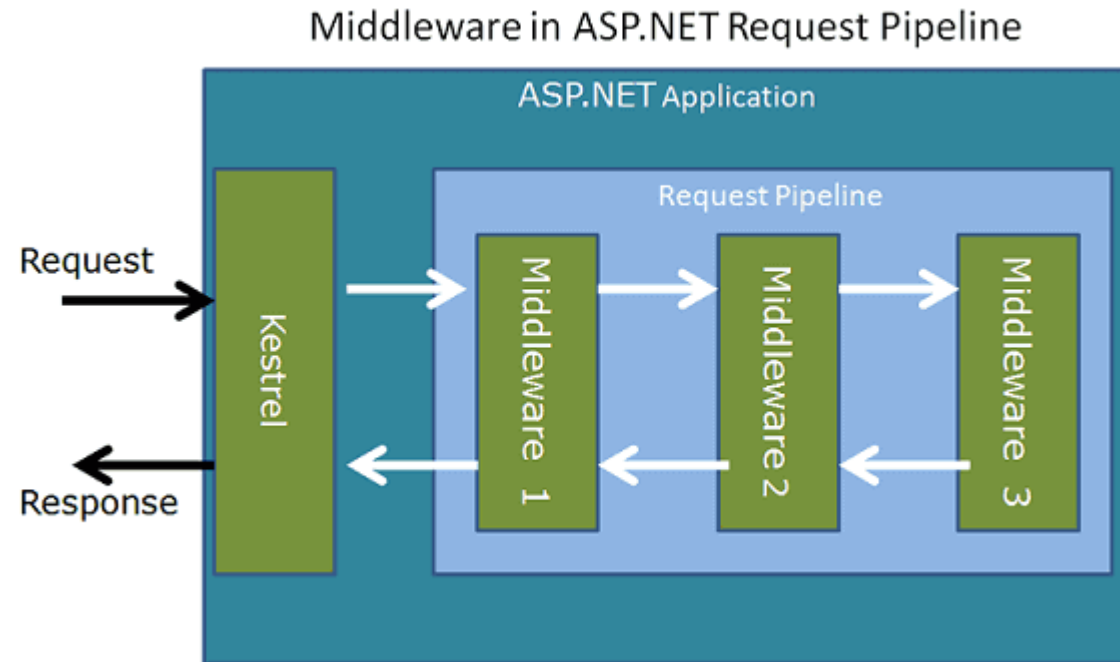 Middleware in ASP.NET Request Pipeline
ASP.NET Application
Request Pipeline
Request
Response
Kestrel
Middleware 1
Middleware 2
Middleware 3